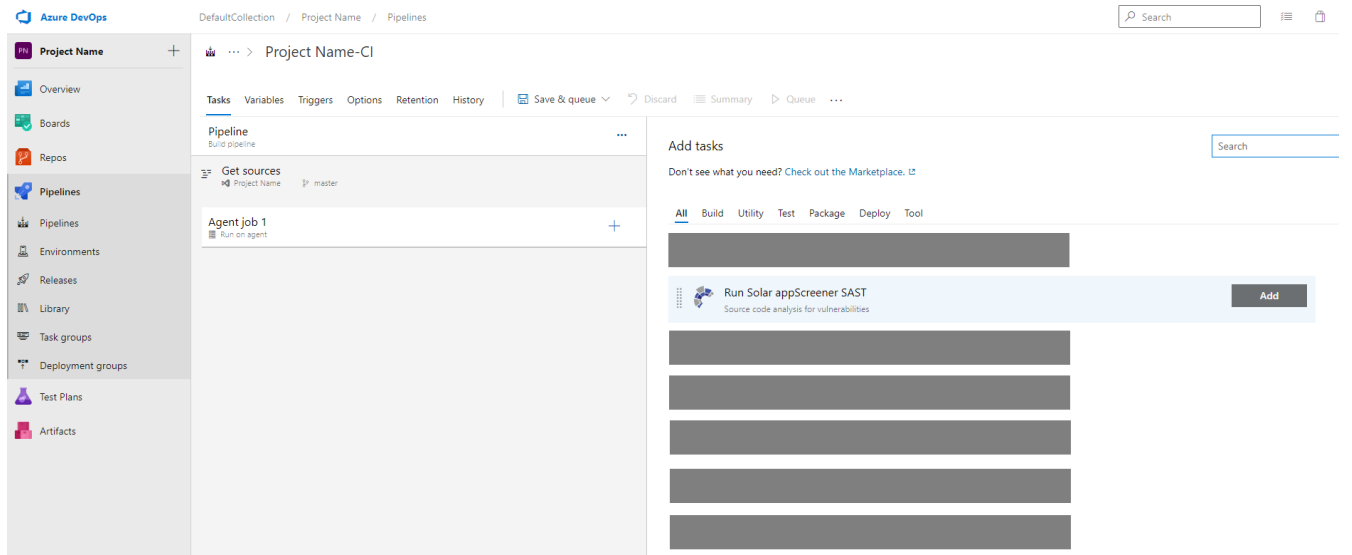 Azure DevOps
DefaultCollection / Project Name / Pipelines
Search
PN Project Name
Project Name-CI
Overview
Boards
Repos
Pipelines
Pipelines
Environments
Releases
Library
Task groups
Deployment groups
Test Plans
Artifacts
Tasks Variables Triggers Options Retention History Save & queue Discard Summary Queue ...
Pipeline
Build pipeline
Get sources
Project Name master
Agent job 1
Run on agent
Add tasks
Search
Don't see what you need? Check out the Marketplace.
All Build Utility Test Package Deploy Tool
Run Solar appScreener SAST
Source code analysis for vulnerabilities
Add